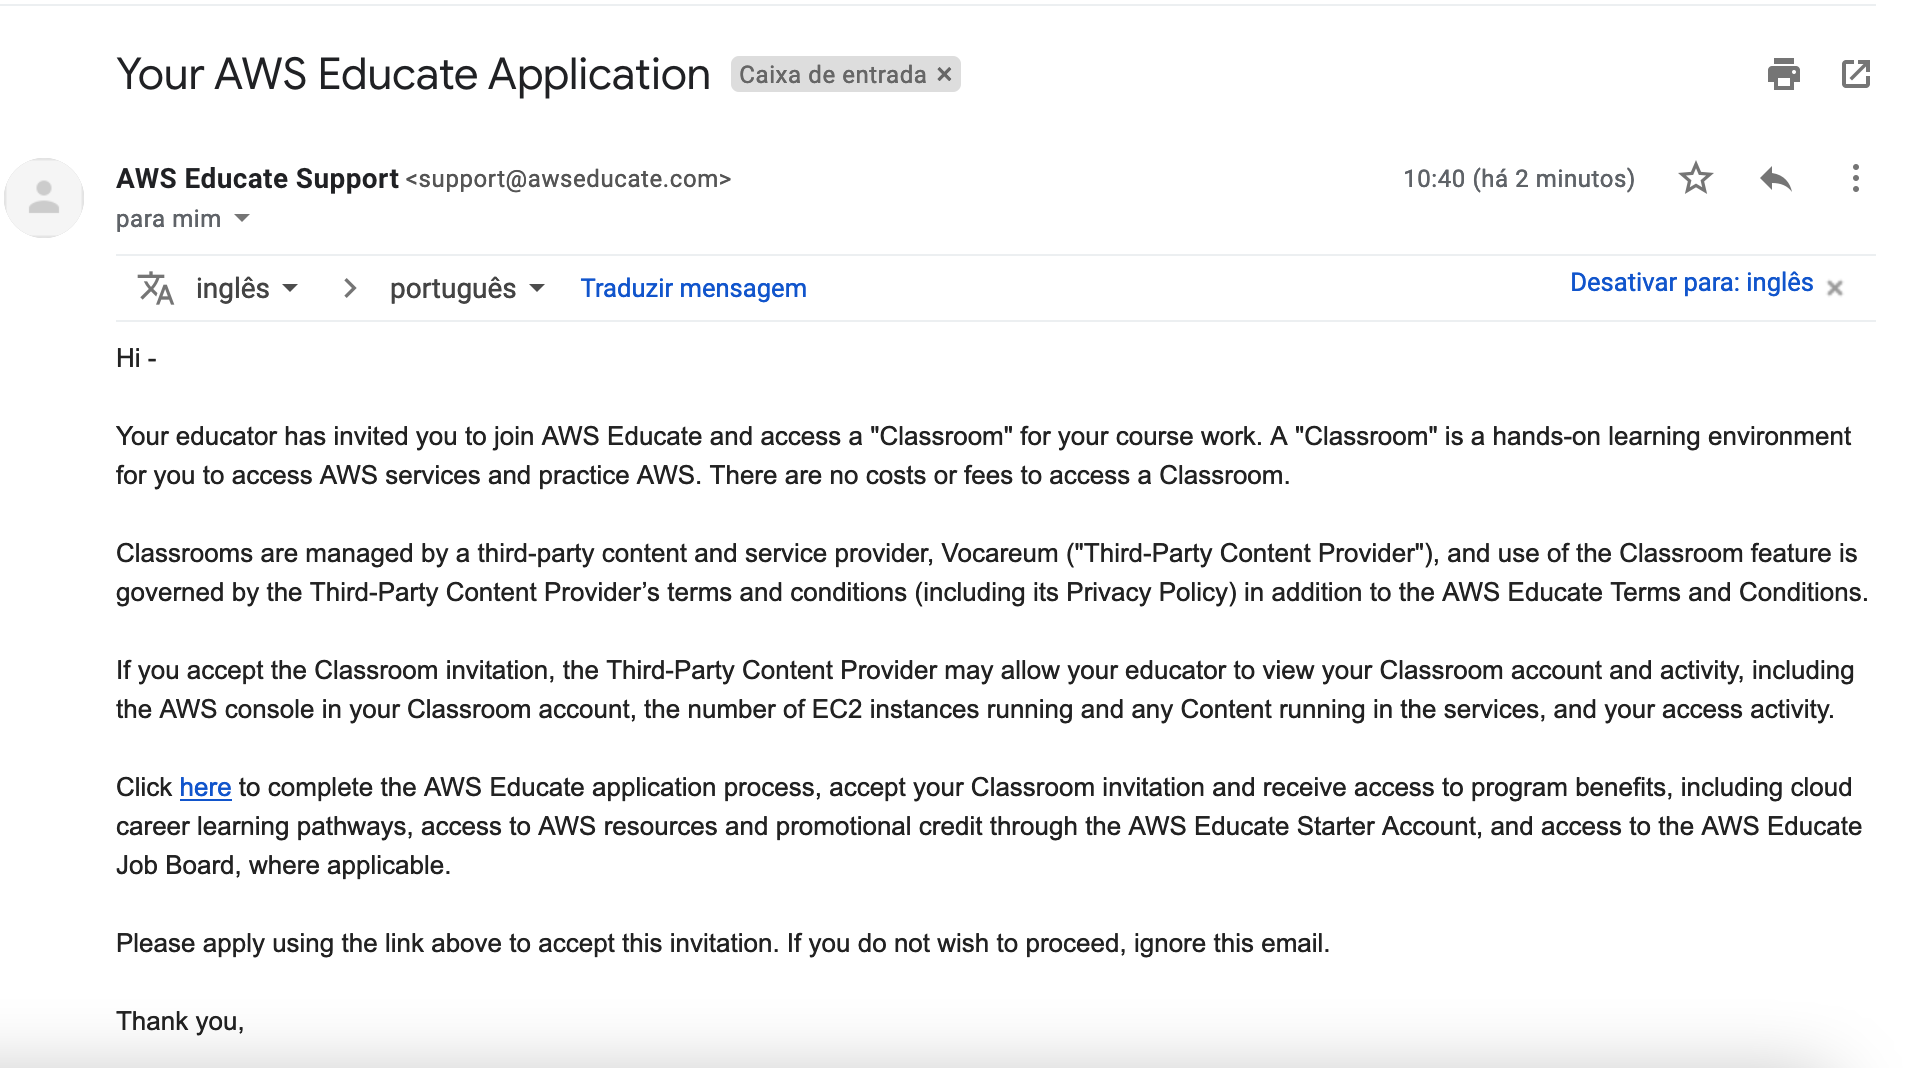 Your AWS Educate Application Caixa de entrada ×
AWS Educate Support <support@awseducate.com> 10:40 (há 2 minutos)
para mim
inglês > português Traduzir mensagem Desativar para: inglês ×
Hi -
Your educator has invited you to join AWS Educate and access a "Classroom" for your course work. A "Classroom" is a hands-on learning environment
for you to access AWS services and practice AWS. There are no costs or fees to access a Classroom.
Classrooms are managed by a third-party content and service provider, Vocareum ("Third-Party Content Provider"), and use of the Classroom feature is
governed by the Third-Party Content Provider’s terms and conditions (including its Privacy Policy) in addition to the AWS Educate Terms and Conditions.
If you accept the Classroom invitation, the Third-Party Content Provider may allow your educator to view your Classroom account and activity, including
the AWS console in your Classroom account, the number of EC2 instances running and any Content running in the services, and your access activity.
Click here to complete the AWS Educate application process, accept your Classroom invitation and receive access to program benefits, including cloud
career learning pathways, access to AWS resources and promotional credit through the AWS Educate Starter Account, and access to the AWS Educate
Job Board, where applicable.
Please apply using the link above to accept this invitation. If you do not wish to proceed, ignore this email.
Thank you,